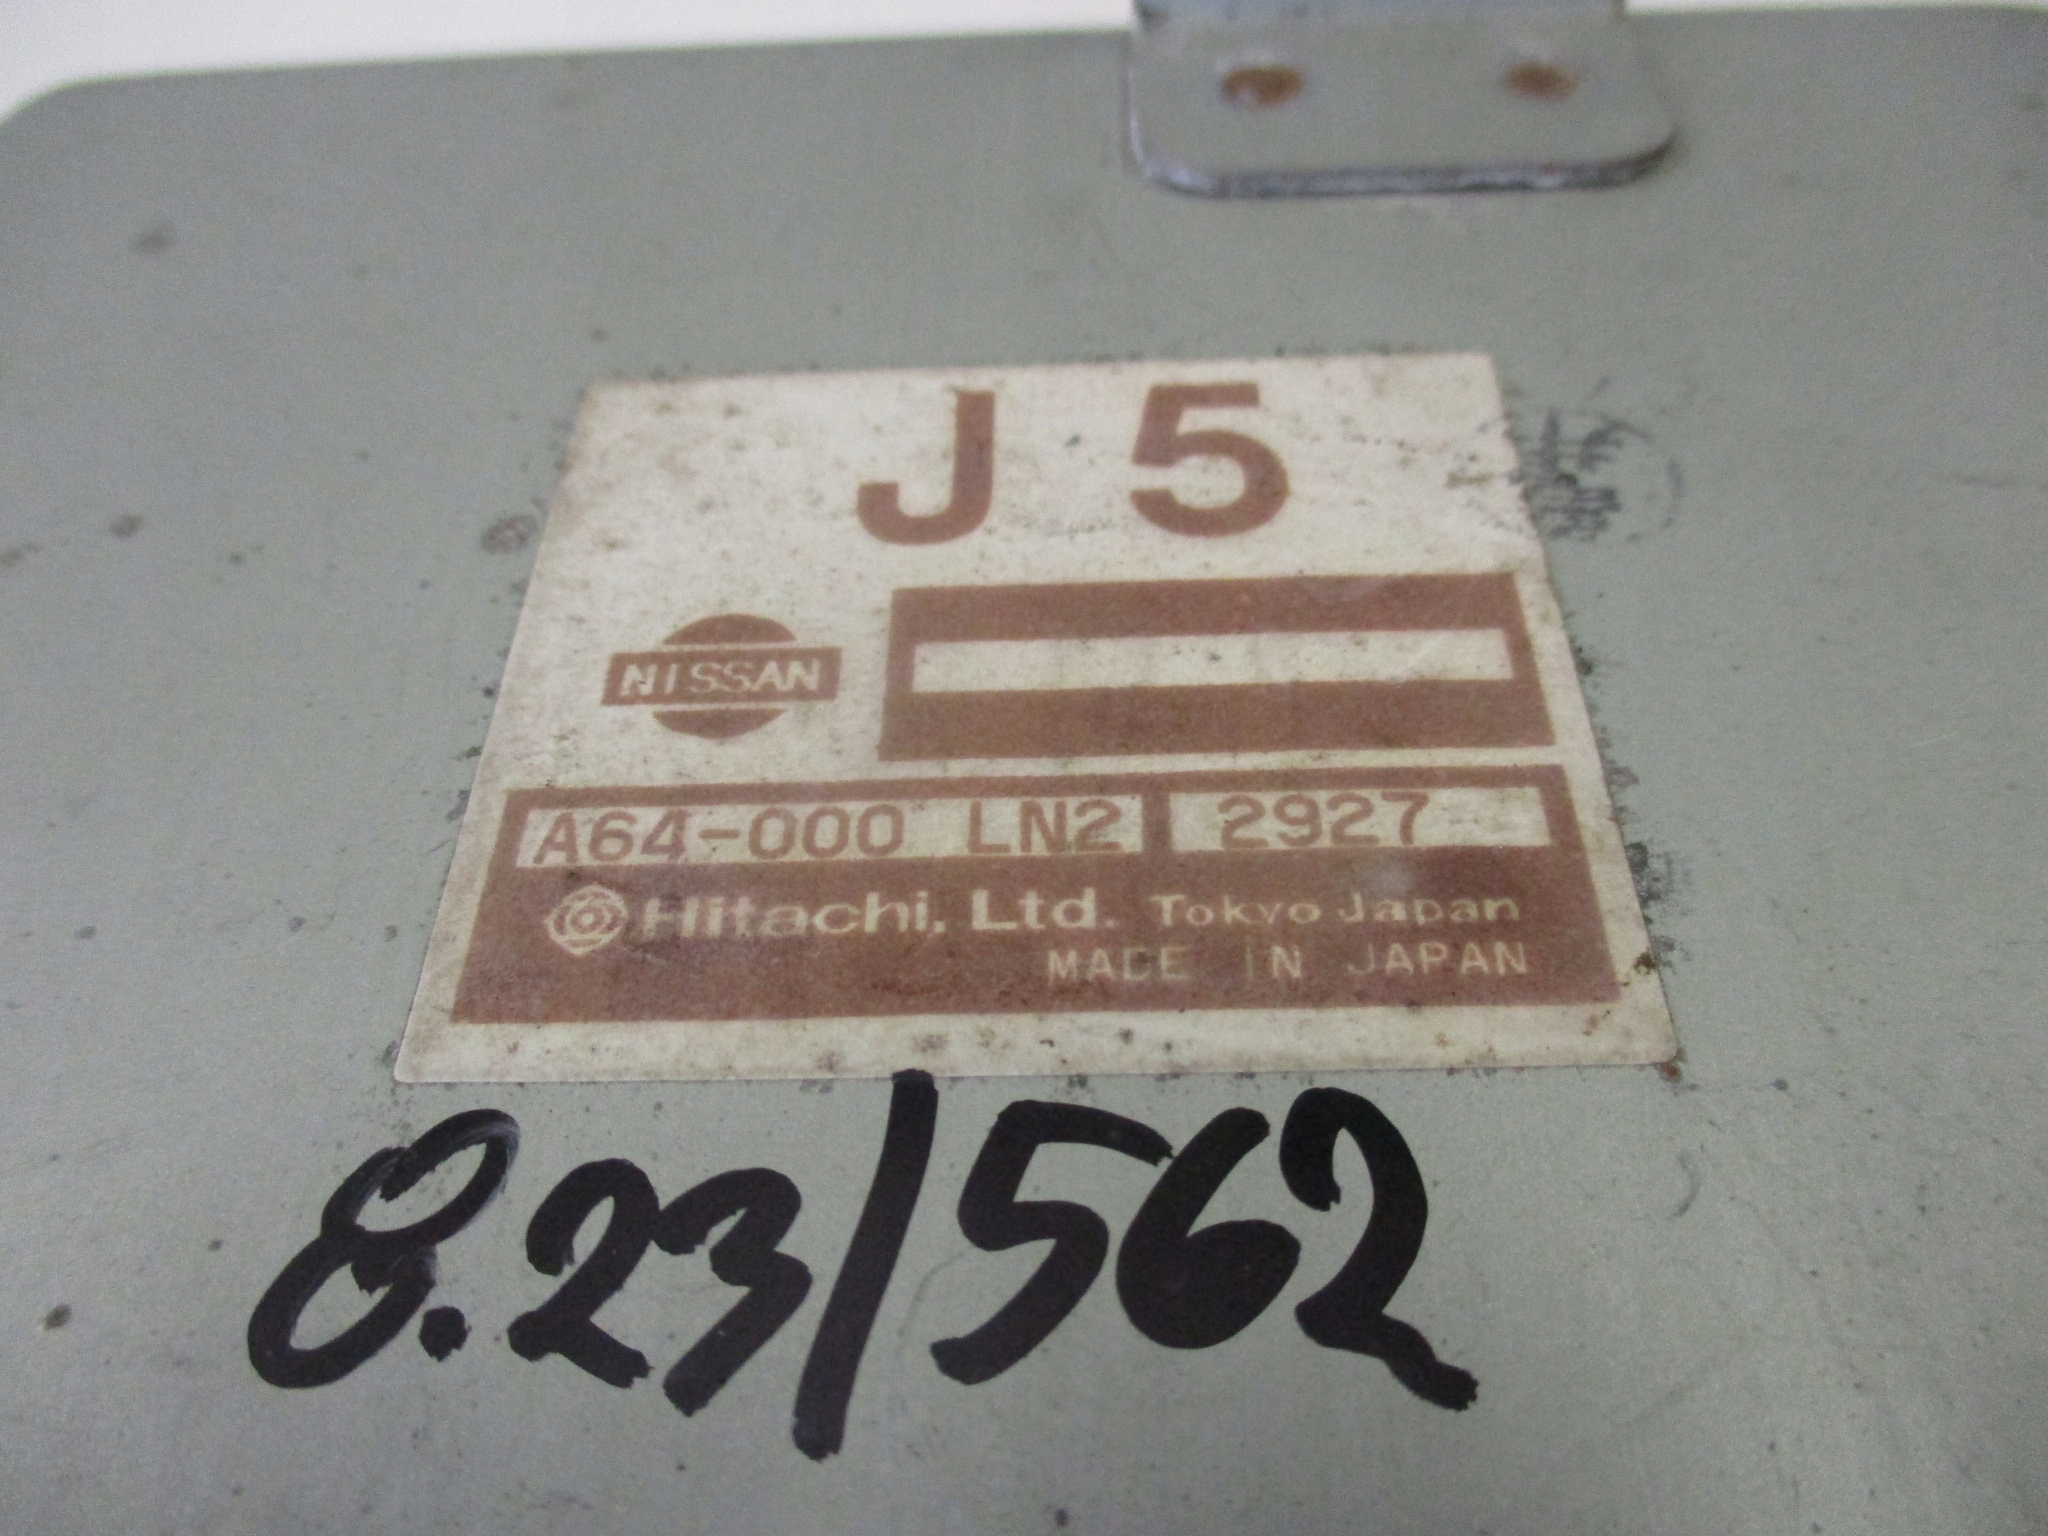 J 5
NISSAN
A64-000 LN2 2927
Hitachi, Ltd. Tokyo Japan
MADE IN JAPAN
8.23/562